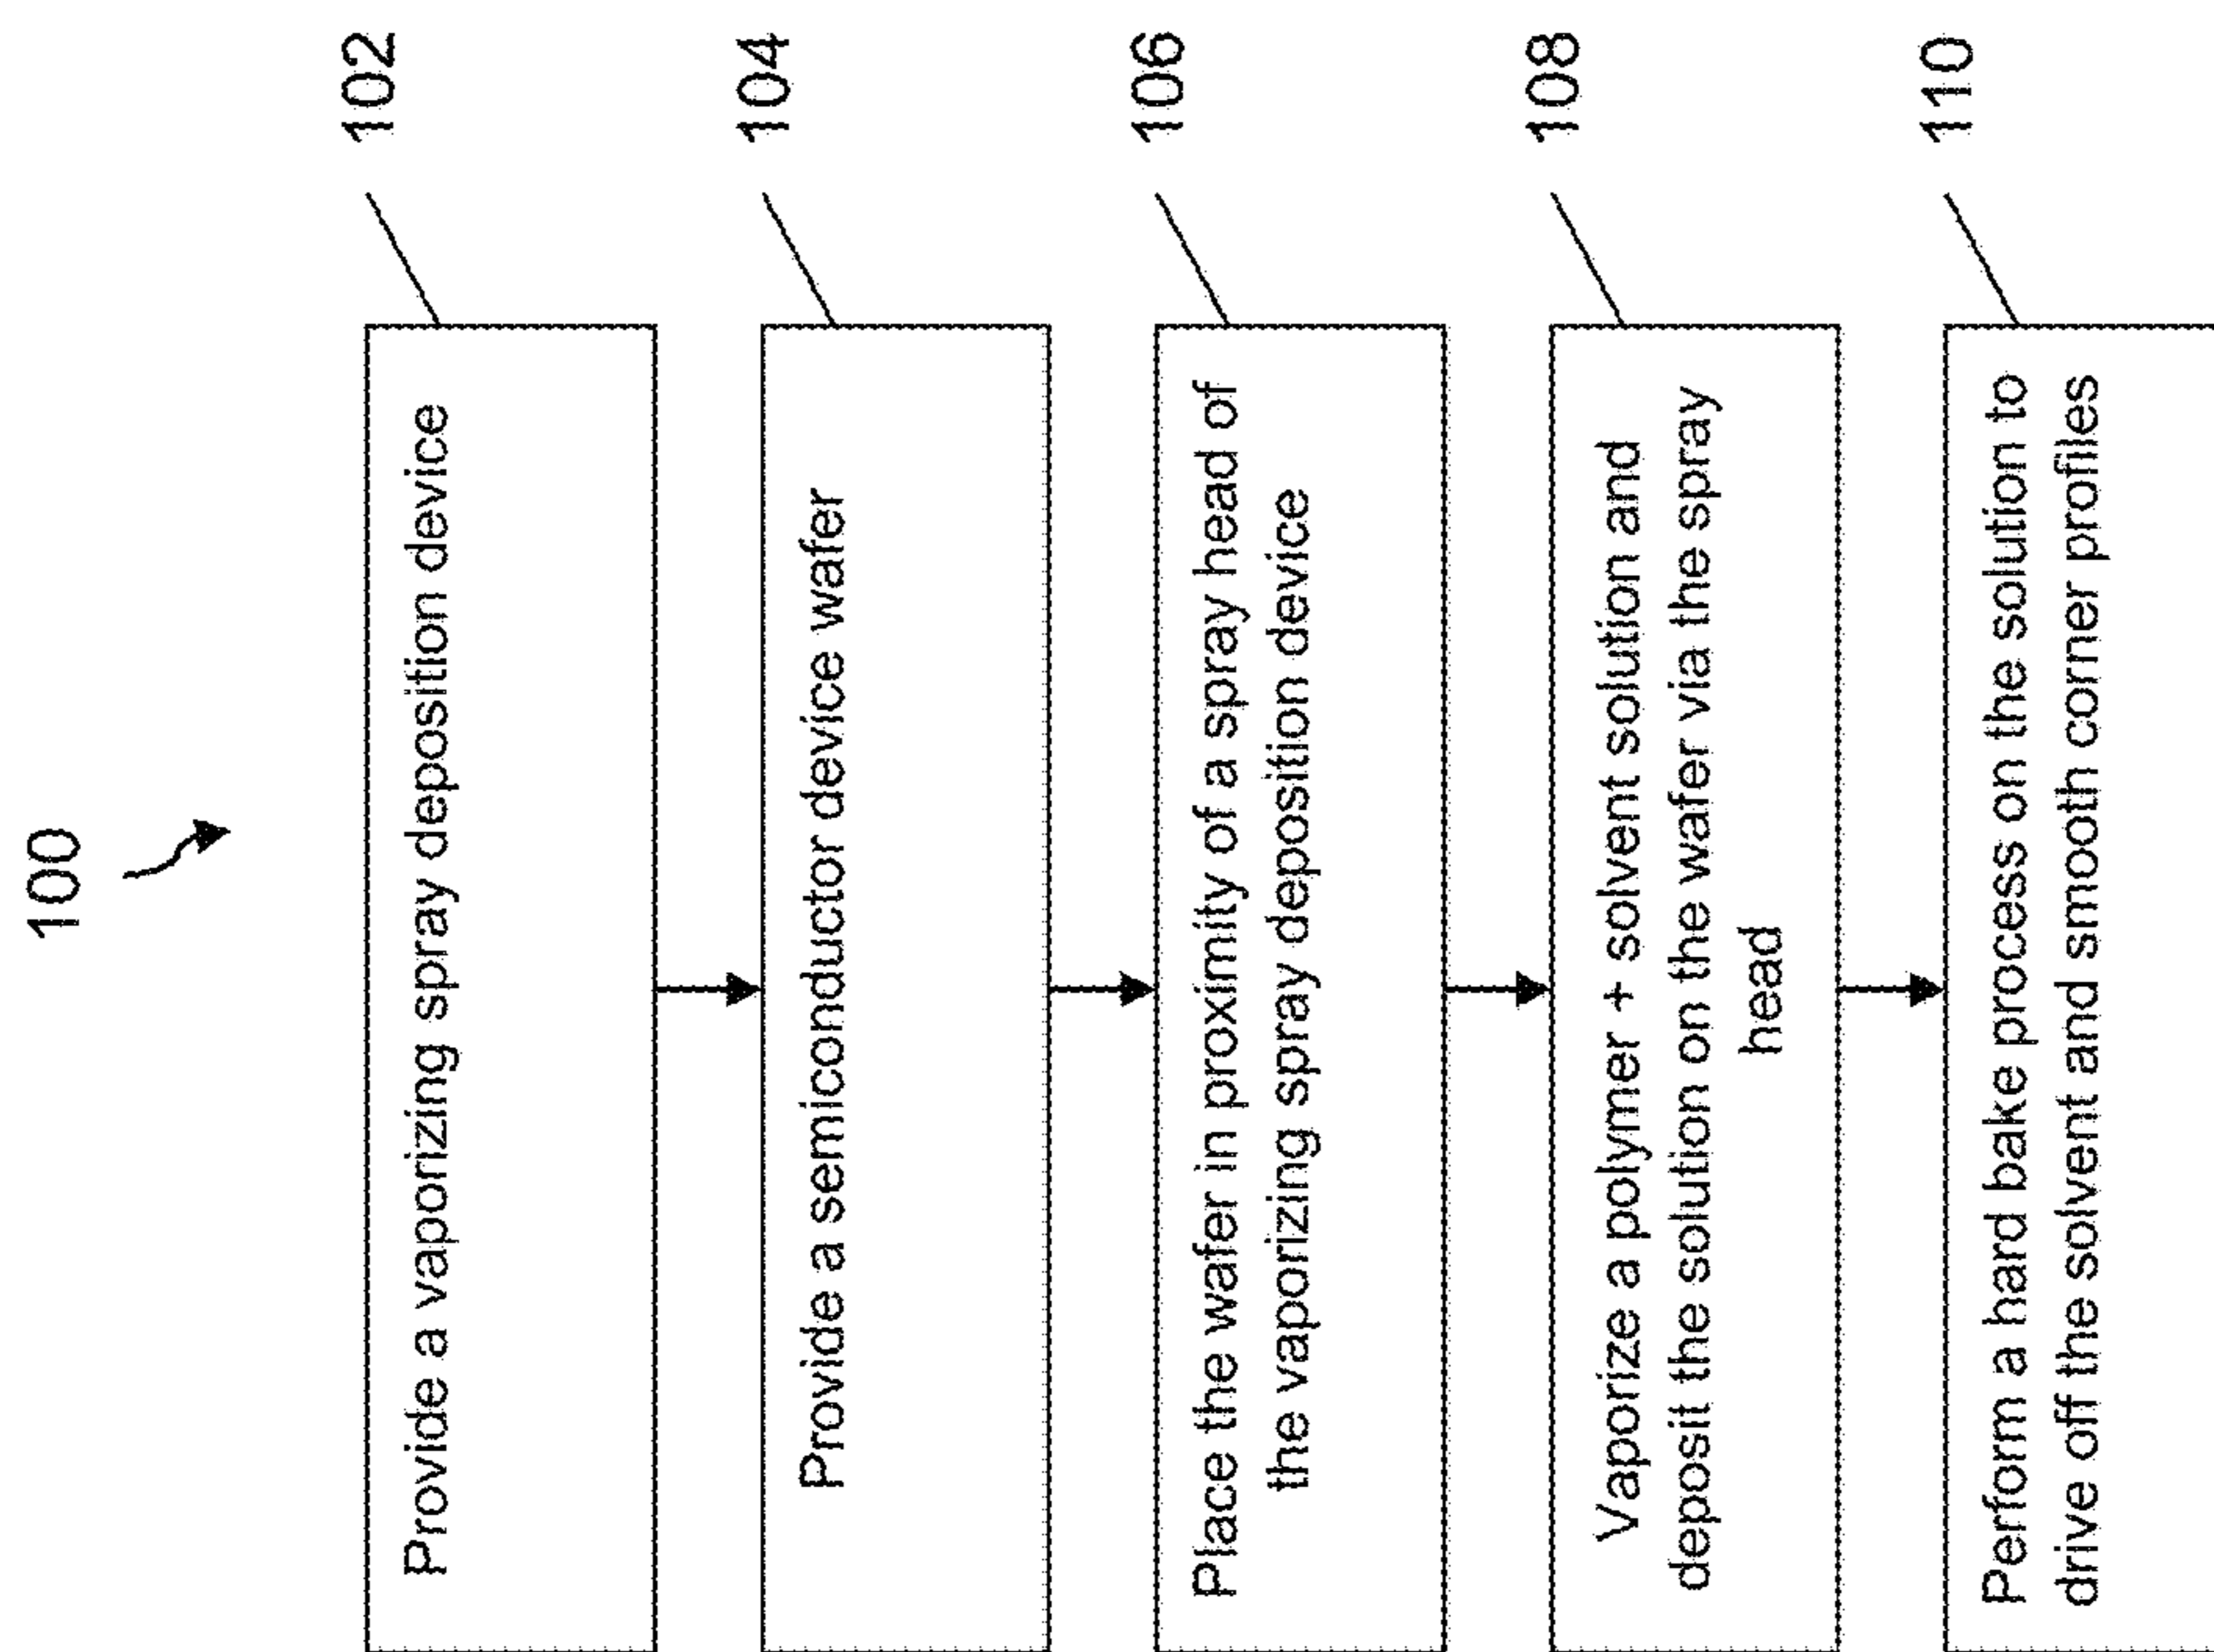 100
102
Provide a vaporizing spray deposition device
104
Provide a semiconductor device wafer
106
Place the wafer in proximity of a spray head of
the vaporizing spray deposition device
108
Vaporize a polymer + solvent solution and
deposit the solution on the wafer via the spray
head
110
Perform a hard bake process on the solution to
drive off the solvent and smooth corner profiles